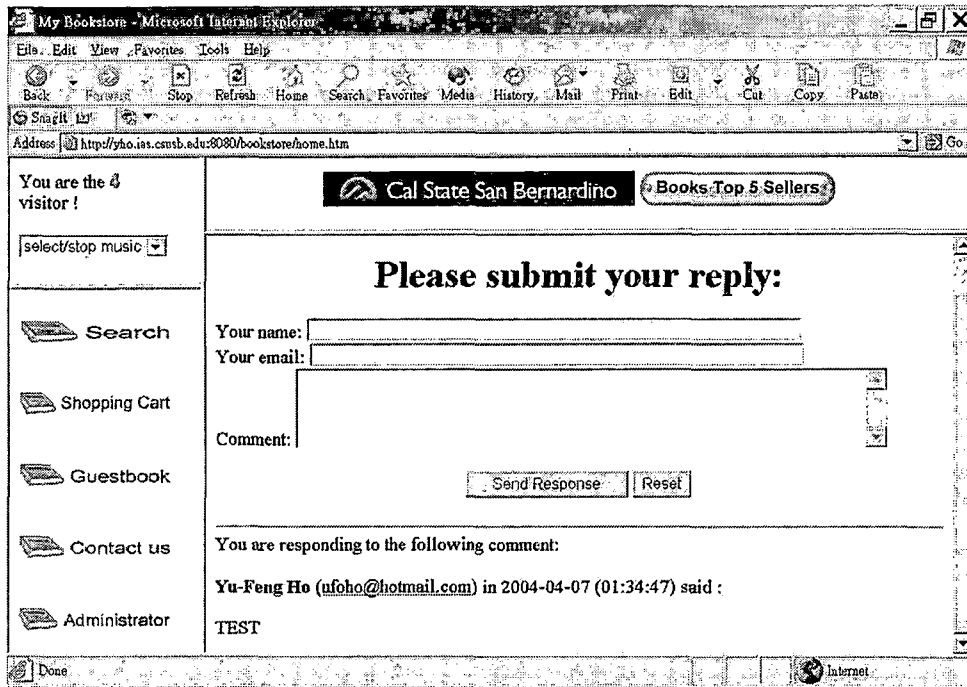 My Bookstore - Microsoft Internet Explorer
File Edit View Favorites Tools Help
Back Forward Stop Refresh Home Search Favorites Media History Mail Print Edit Cut Copy Paste
SnagIt
Address http://yho.ias.csusb.edu:8080/bookstore/home.htm Go
You are the 4
visitor !
select/stop music
Search
Shopping Cart
Guestbook
Contact us
Administrator
Cal State San Bernardino
Books Top 5 Sellers
Please submit your reply:
Your name:
Your email:
Comment:
Send Response Reset
You are responding to the following comment:
Yu-Feng Ho (ufoho@hotmail.com) in 2004-04-07 (01:34:47) said :
TEST
Done Internet